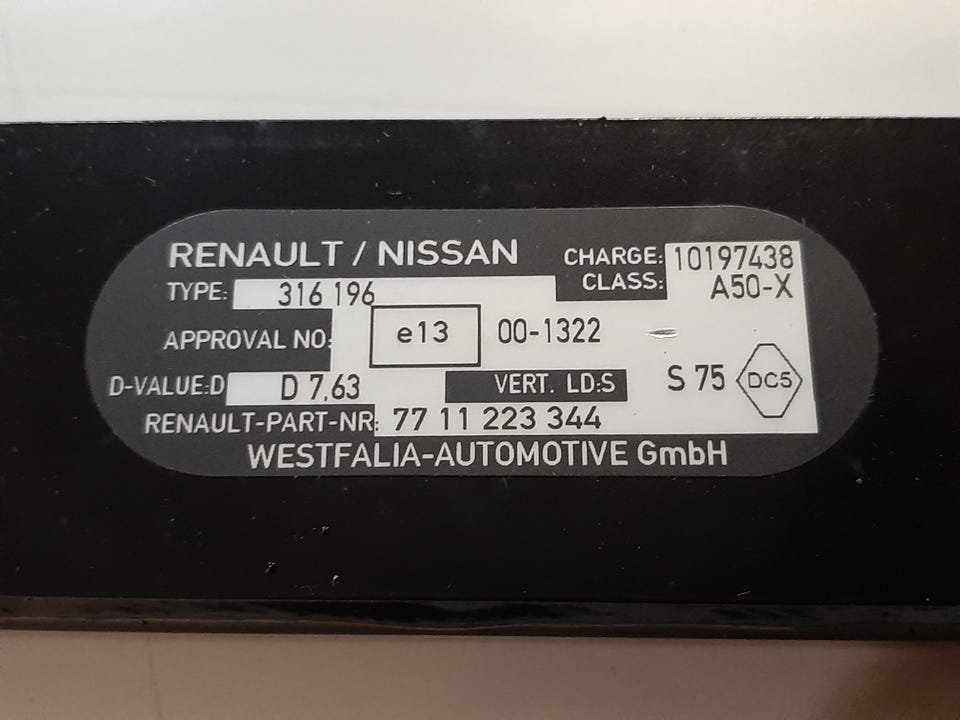 RENAULT / NISSAN
CHARGE: 10197438
CLASS: A50-X
TYPE: 316 196
APPROVAL NO: e13 00-1322
D-VALUE:D D 7,63 VERT. LD:S S 75 DC5
RENAULT-PART-NR: 77 11 223 344
WESTFALIA-AUTOMOTIVE GmbH